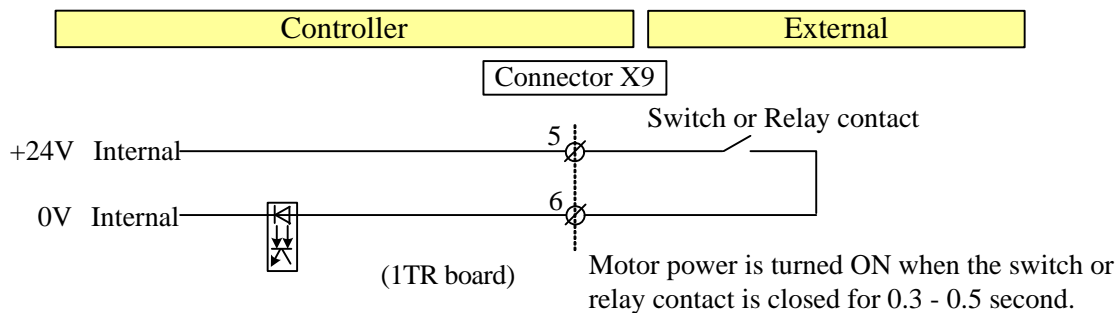 Controller
External
Connector X9
Switch or Relay contact
5
+24V Internal
6
0V Internal
(1TR board)
Motor power is turned ON when the switch or
relay contact is closed for 0.3 - 0.5 second.